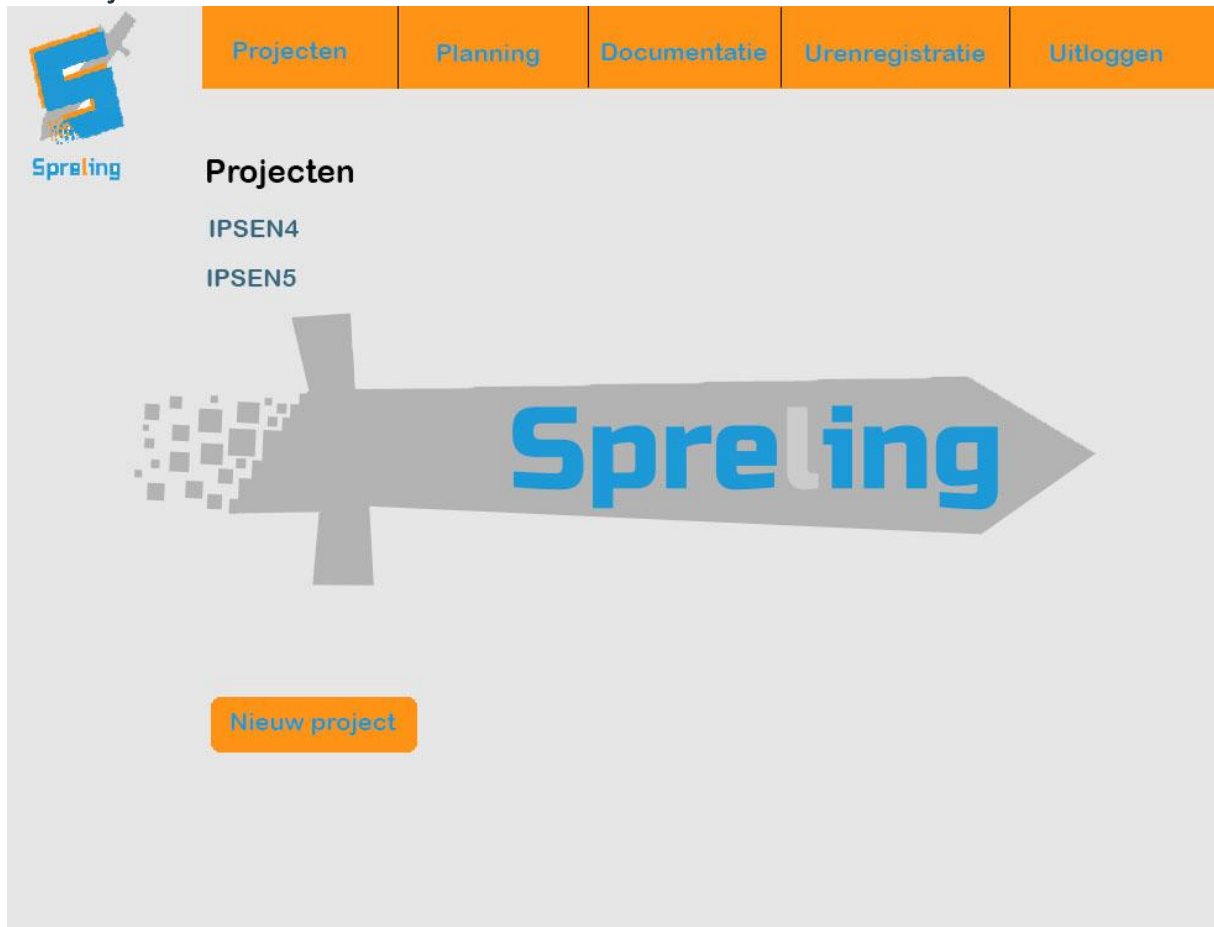 Projecten Planning Documentatie Urenregistratie Uitloggen
Spreling
Projecten
IPSEN4
IPSEN5
Spreling
Nieuw project